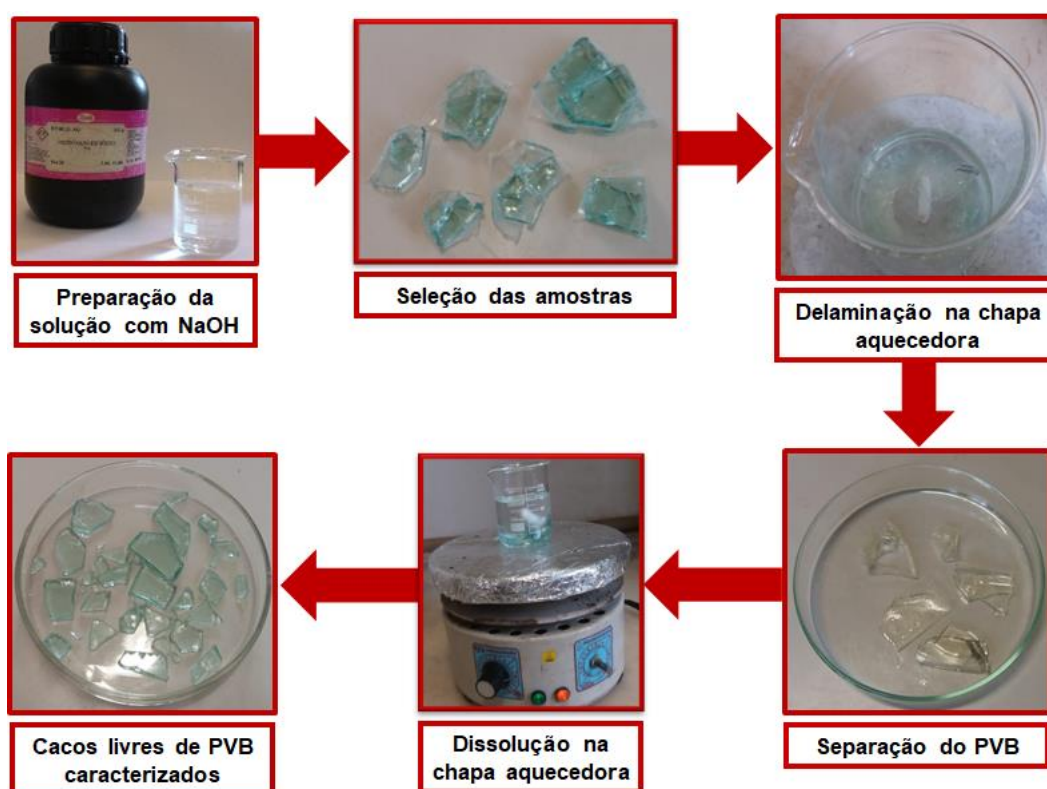 Preparação da
solução com NaOH
Seleção das amostras
Delaminação na chapa
aquecedora
Separação do PVB
Dissolução na
chapa aquecedora
Cacos livres de PVB
caracterizados